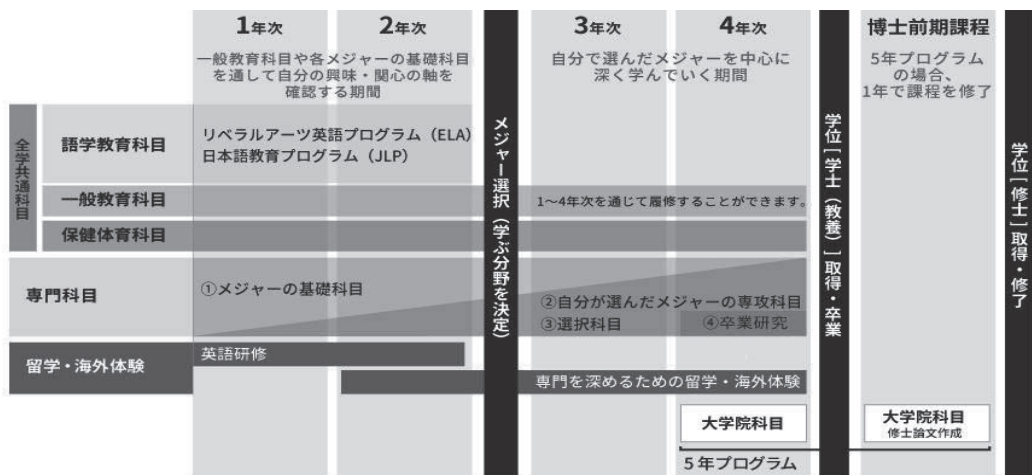 1年次
2年次
3年次
4年次
博士前期課程
一般教育科目や各メジャーの基礎科目
を通して自分の興味・関心の軸を
確認する期間
自分で選んだメジャーを中心に
深く学んでいく期間
5年プログラム
の場合、
1年で課程を修了
全学共通科目
語学教育科目
リベラルアーツ英語プログラム（ELA）
日本語教育プログラム（JLP）
一般教育科目
1〜4年次を通じて履修することができます。
保健体育科目
メジャー選択（学ぶ分野を決定）
学位［学士（教養）］取得・卒業
学位［修士］取得・修了
専門科目
①メジャーの基礎科目
②自分が選んだメジャーの専攻科目
③選択科目
④卒業研究
留学・海外体験
英語研修
専門を深めるための留学・海外体験
大学院科目
大学院科目
修士論文作成
5年プログラム